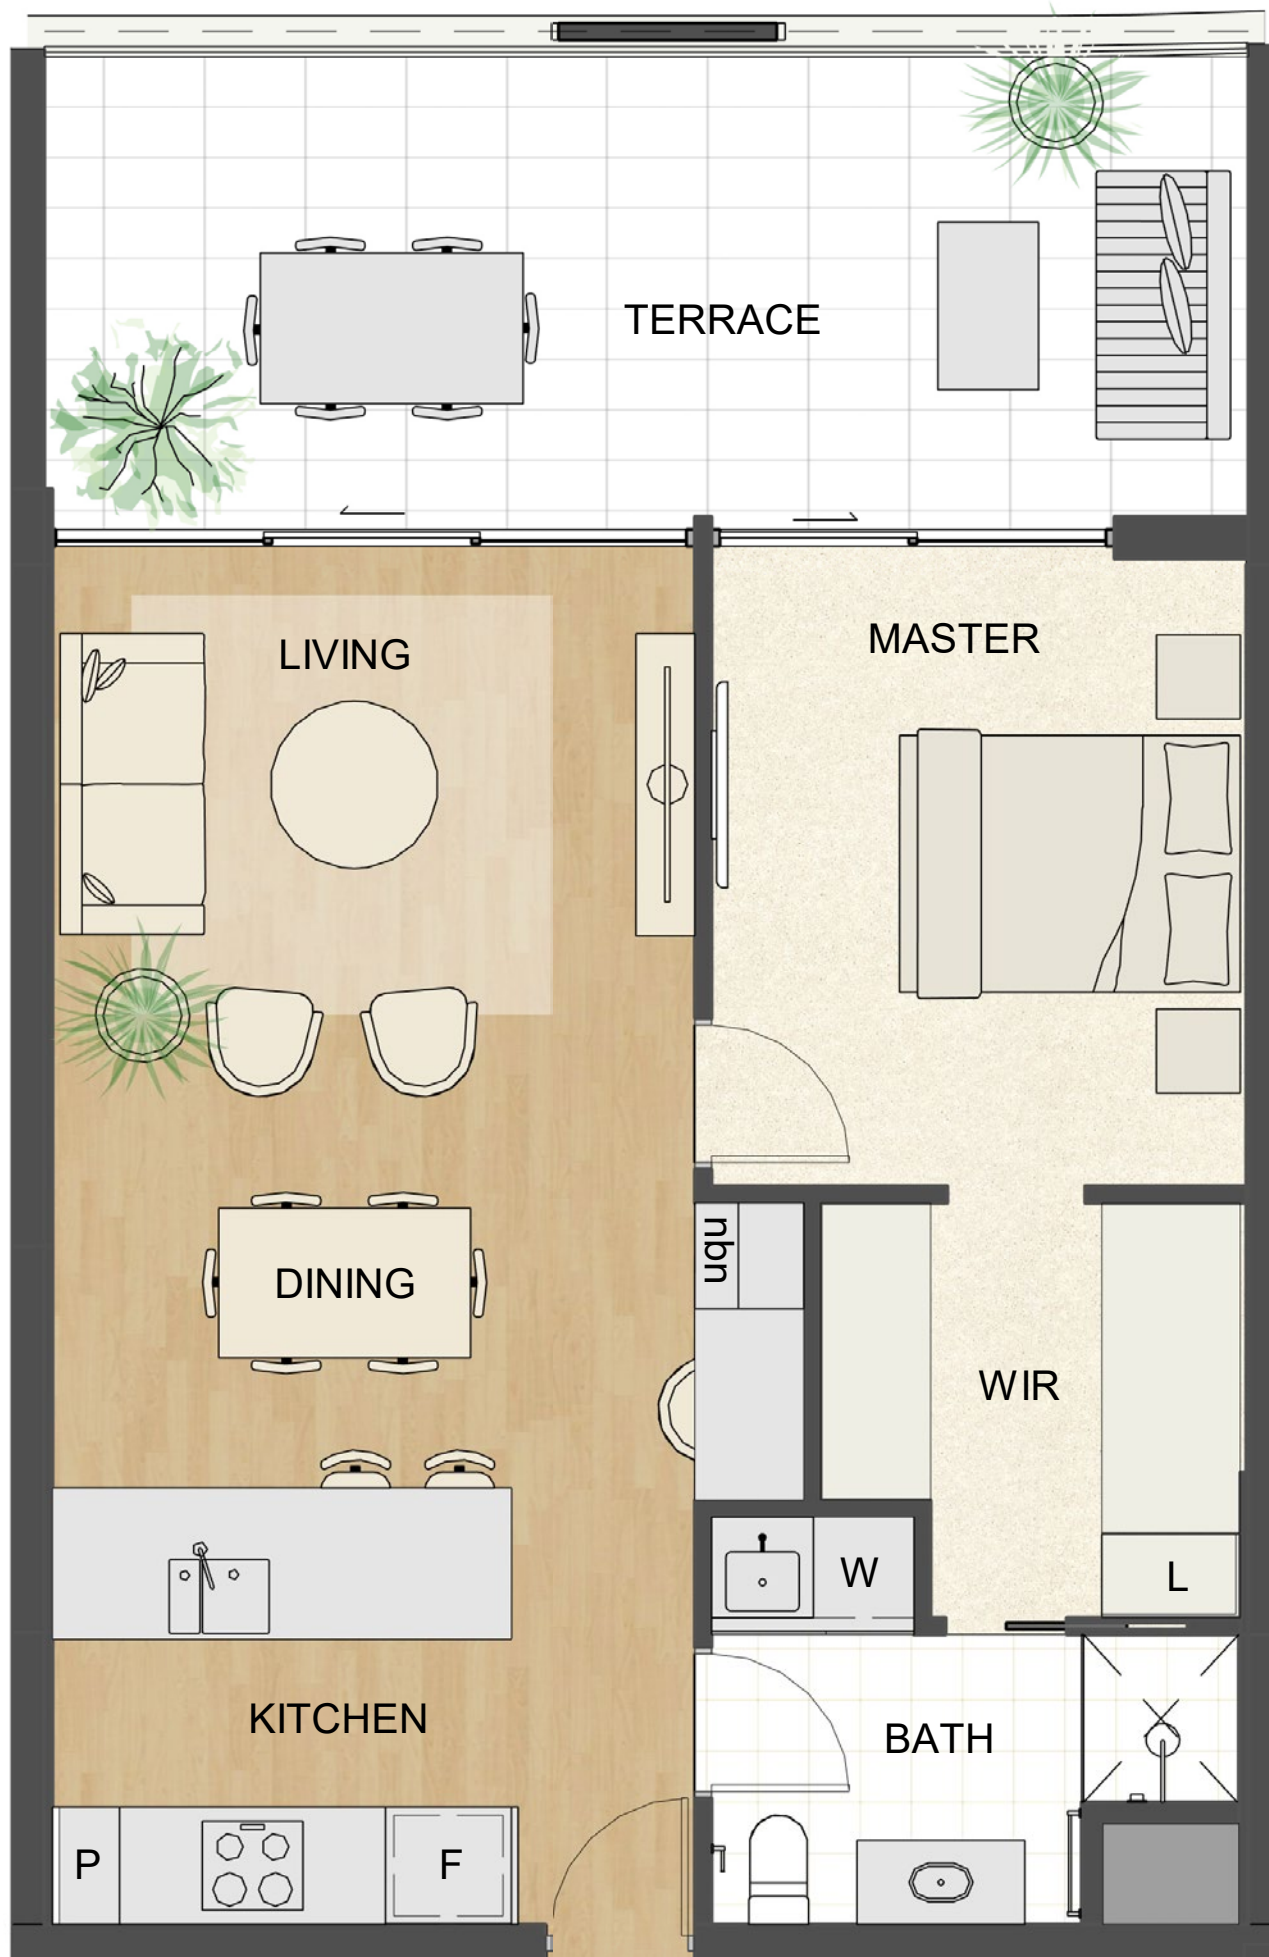 TERRACE
LIVING
MASTER
nbn
DINING
WIR
W
L
KITCHEN
BATH
P
F